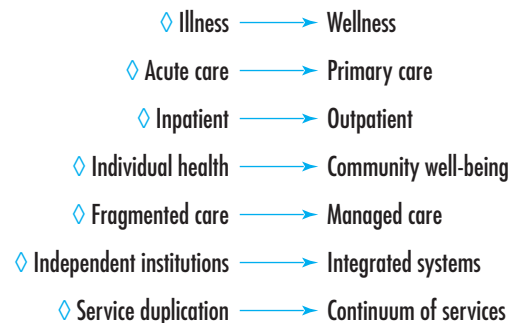 ◊ Illness → Wellness
◊ Acute care → Primary care
◊ Inpatient → Outpatient
◊ Individual health → Community well-being
◊ Fragmented care → Managed care
◊ Independent institutions → Integrated systems
◊ Service duplication → Continuum of services